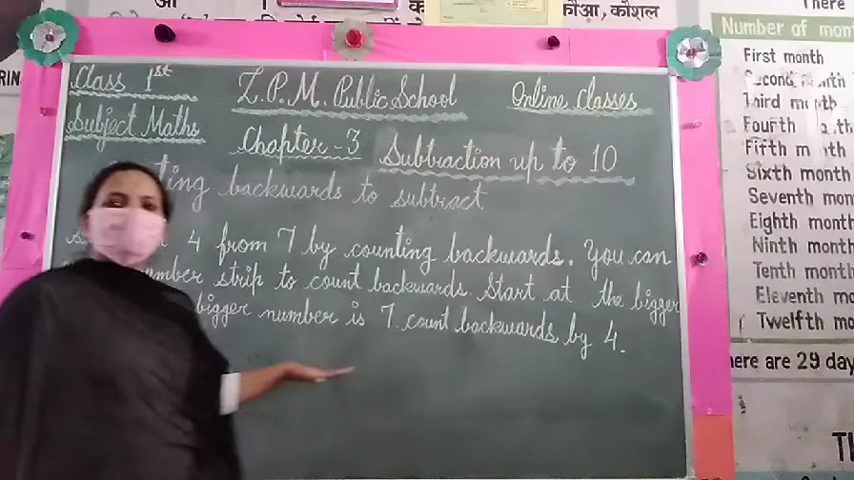 Class 1st Z.P.M. Public School Online Classes
Subject Maths Chapter-3 Subtraction up to 10
ting backwards to subtract
4 from 7 by counting backwards. You can
number strip to count backwards. Start at the bigger
bigger number is 7. count backwards by 4.
कौआ, कौशल
There
Number of mon
First month
Second month
Third
Fourth
Fifth
Sixth month
Seventh month
Eighth month
Ninth month
Tenth month
Eleventh month
Twelfth month
here are 29 day